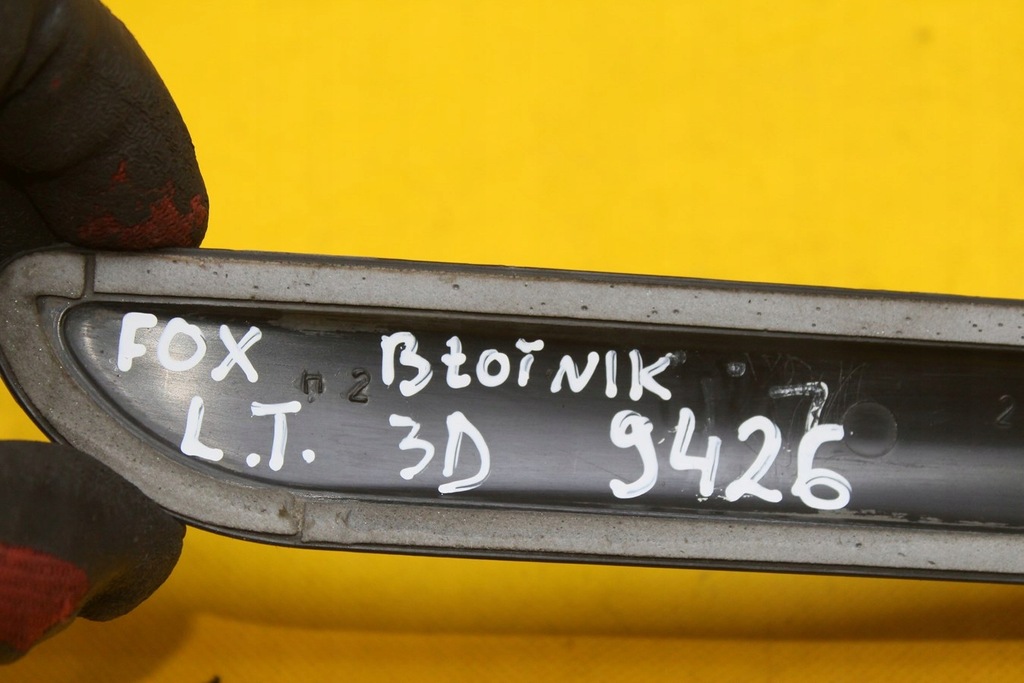 FOX BŁOTNIK
L.T. 3D 9426